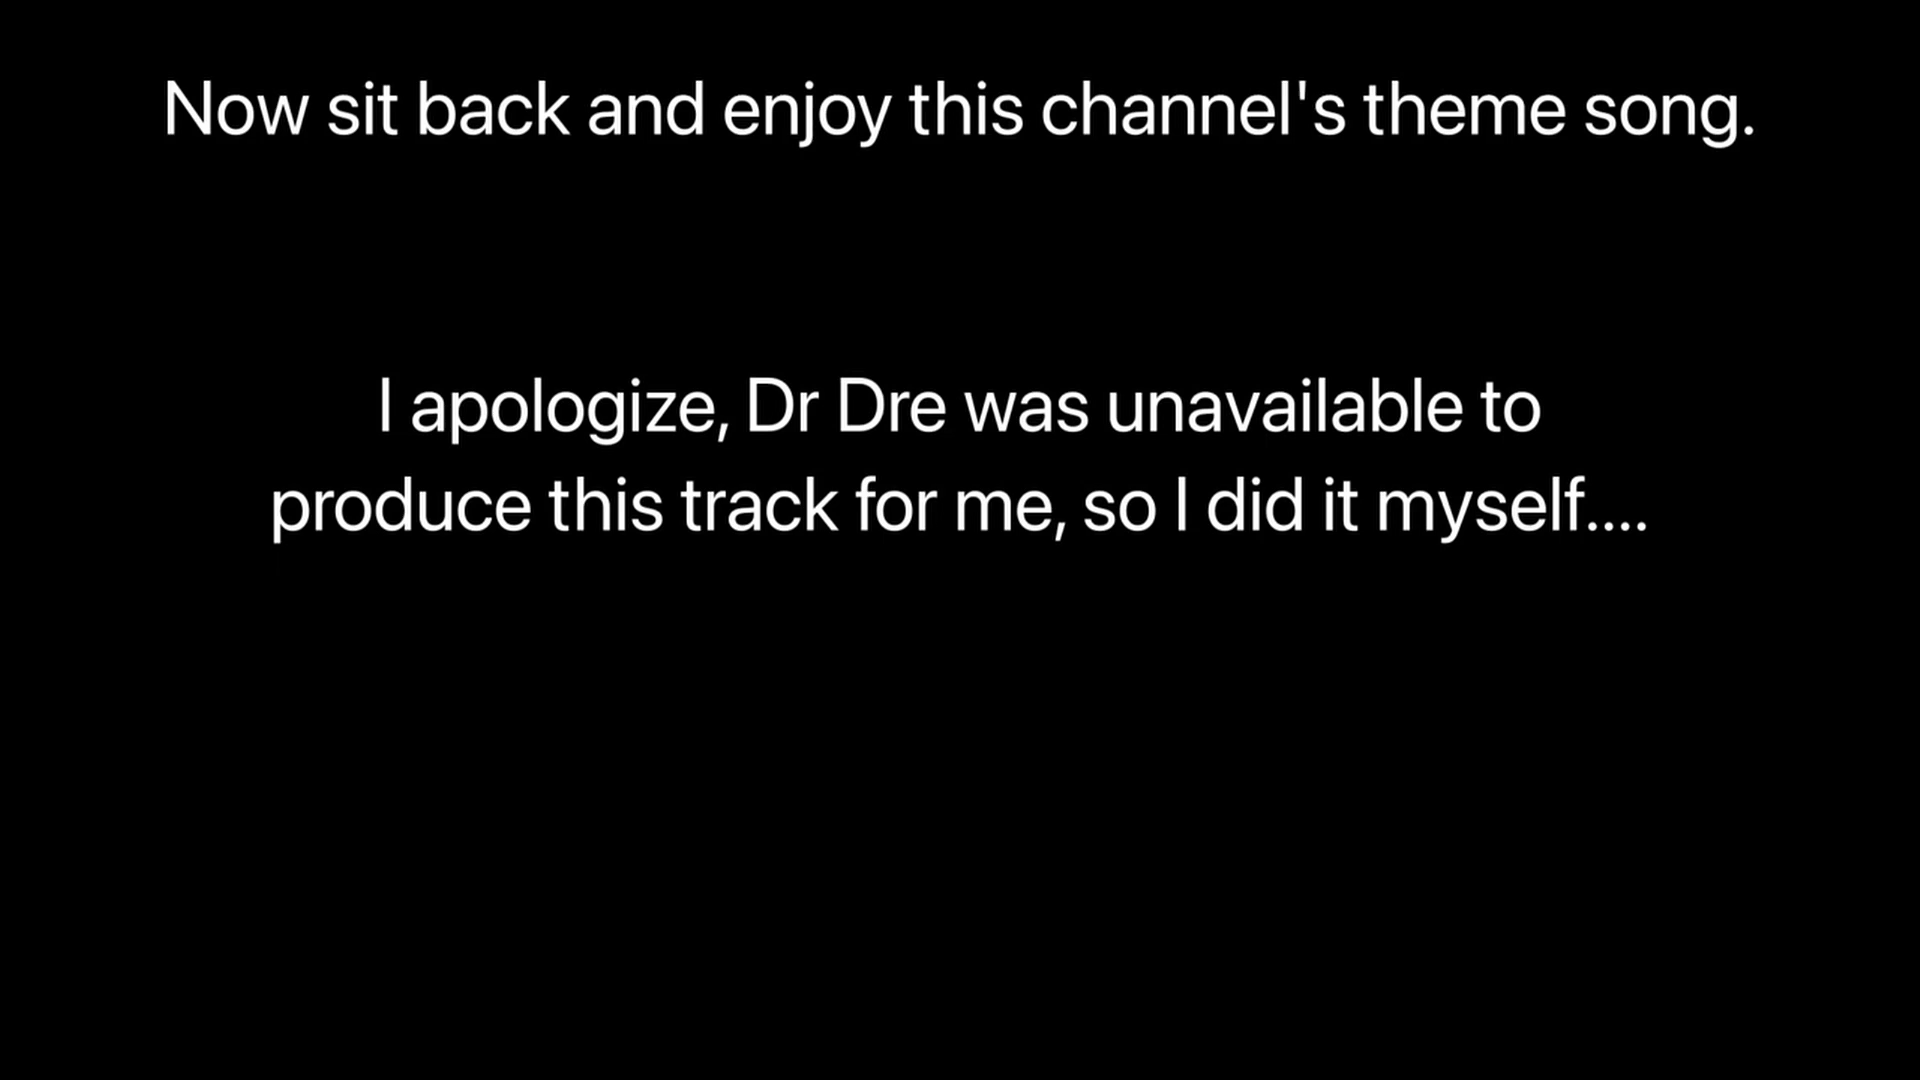 Now sit back and enjoy this channel's theme song.
I apologize, Dr Dre was unavailable to
produce this track for me, so I did it myself....